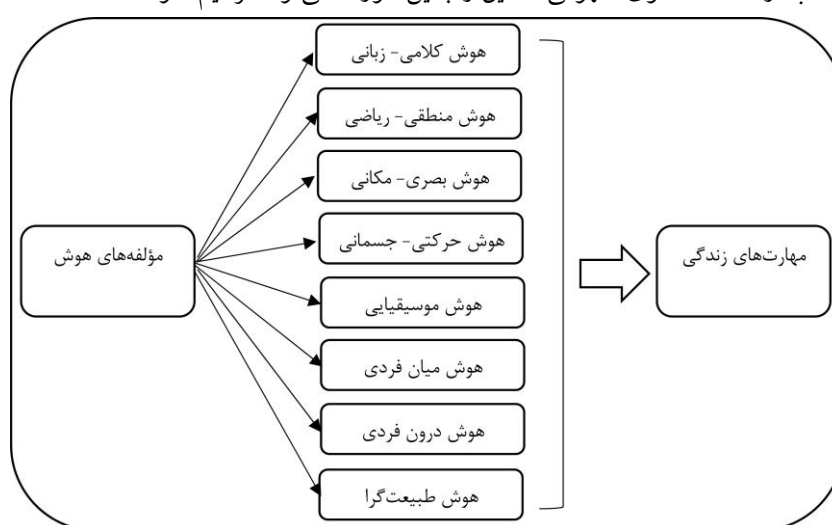 هوش کلامی- زبانی
هوش منطقی- ریاضی
هوش بصری- مکانی
هوش حرکتی- جسمانی
هوش موسیقیایی
هوش میان فردی
هوش درون فردی
هوش طبیعت‌گرا
مؤلفه‌های هوش
مهارت‌های زندگی